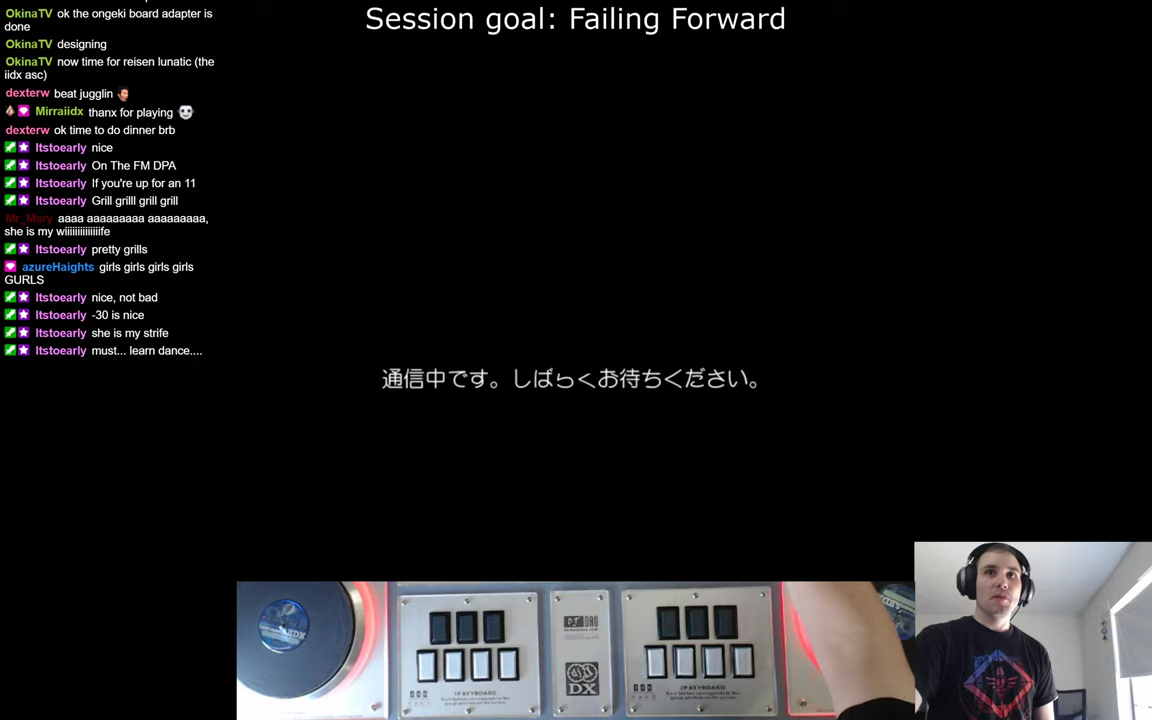 Session goal: Failing Forward
OkinaTV ok the ongeki board adapter is
done
OkinaTV designing
OkinaTV now time for reisen lunatic (the
iidx asc)
dexterw beat jugglin
Mirraiidx thanx for playing
dexterw ok time to do dinner brb
Itstoearly nice
Itstoearly On The FM DPA
Itstoearly If you're up for an 11
Itstoearly Grill grilll grill grill
Mr_Mary aaaa aaaaaaaaa aaaaaaaaa,
she is my wiiiiiiiiiiiiiife
Itstoearly pretty grills
azureHaights girls girls girls girls
GURLS
Itstoearly nice, not bad
Itstoearly -30 is nice
Itstoearly she is my strife
Itstoearly must... learn dance....
通信中です。しばらくお待ちください。
DJ DAO
DX
1P KEYBOARD
2P KEYBOARD